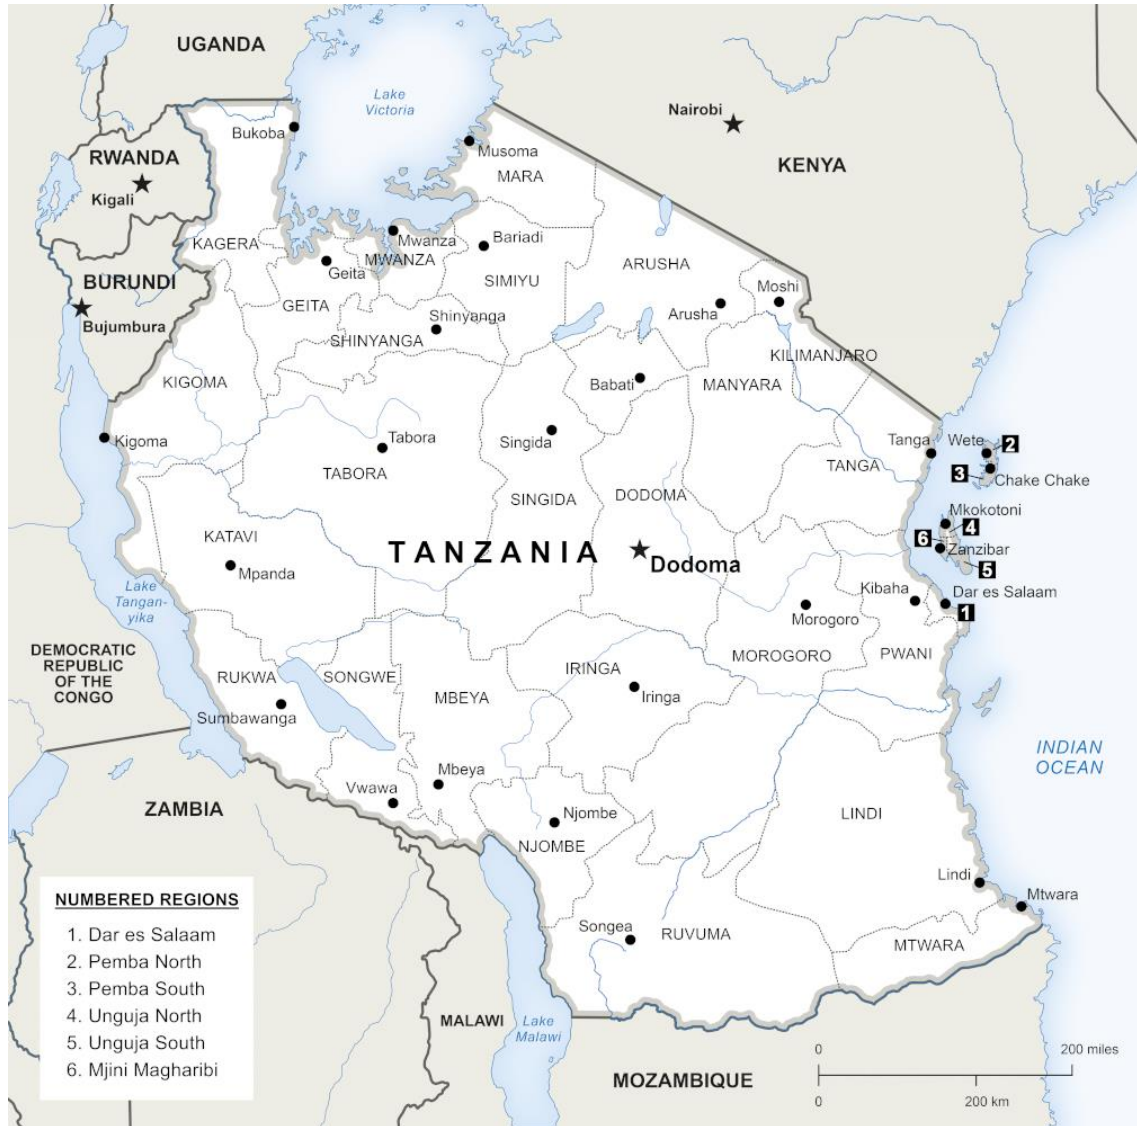 UGANDA
Lake
Victoria
Nairobi
Bukoba
Musoma
RWANDA
Kigali
MARA
KENYA
KAGERA
Mwanza
Bariadi
MWANZA
Geita
ARUSHA
BURUNDI
SIMIYU
GEITA
Moshi
Bujumbura
Shinyanga
Arusha
SHINYANGA
KILIMANJARO
KIGOMA
Babati
MANYARA
Kigoma
Tabora
Singida
Tanga
Wete
2
TABORA
TANGA
3
Chake Chake
SINGIDA
DODOMA
Mkokotoni
4
KATAVI
TANZANIA
6
Zanzibar
Dodoma
Mpanda
5
Lake
Tangan-
yika
Kibaha
Dar es Salaam
1
Morogoro
DEMOCRATIC
REPUBLIC
OF THE
CONGO
IRINGA
MOROGORO
PWANI
RUKWA
SONGWE
MBEYA
Iringa
Sumbawanga
INDIAN
OCEAN
Mbeya
Vwawa
ZAMBIA
Njombe
LINDI
NJOMBE
Lindi
Mtwara
Songea
RUVUMA
MTWARA
NUMBERED REGIONS
1. Dar es Salaam
2. Pemba North
3. Pemba South
4. Unguja North
5. Unguja South
6. Mjini Magharibi
MALAWI
Lake
Malawi
MOZAMBIQUE
0
200 miles
0
200 km